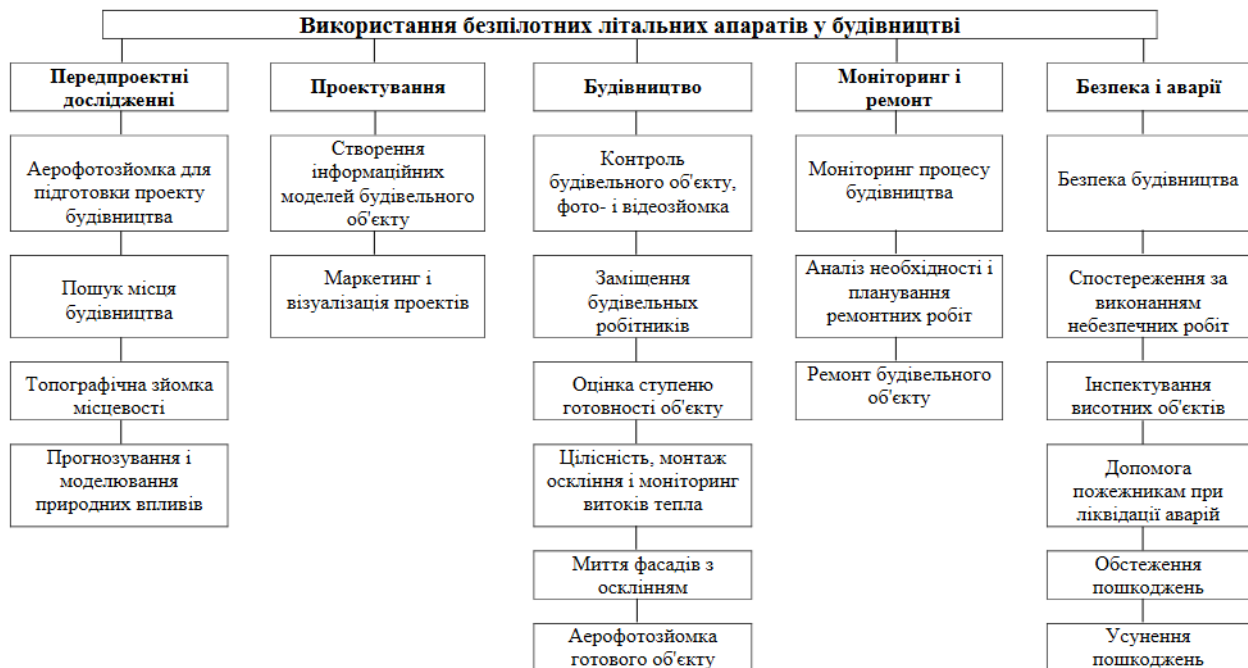 Використання безпілотних літальних апаратів у будівництві
Передпроектні
дослідженні
Аерофотозйомка для
підготовки проекту
будівництва
Пошук місця
будівництва
Топографічна зйомка
місцевості
Прогнозування і
моделювання
природних впливів
Проектування
Створення
інформаційних
моделей будівельного
об'єкту
Маркетинг і
візуалізація проектів
Будівництво
Контроль
будівельного об'єкту,
фото- і відеозйомка
Заміщення
будівельних
робітників
Оцінка ступеню
готовності об'єкту
Цілісність, монтаж
оскління і моніторинг
витоків тепла
Миття фасадів з
осклінням
Аерофотозйомка
готового об'єкту
Моніторинг і
ремонт
Моніторинг процесу
будівництва
Аналіз необхідності і
планування
ремонтних робіт
Ремонт будівельного
об'єкту
Безпека і аварії
Безпека будівництва
Спостереження за
виконанням
небезпечних робіт
Інспектування
висотних об'єктів
Допомога
пожежникам при
ліквідації аварій
Обстеження
пошкоджень
Усунення
пошкоджень